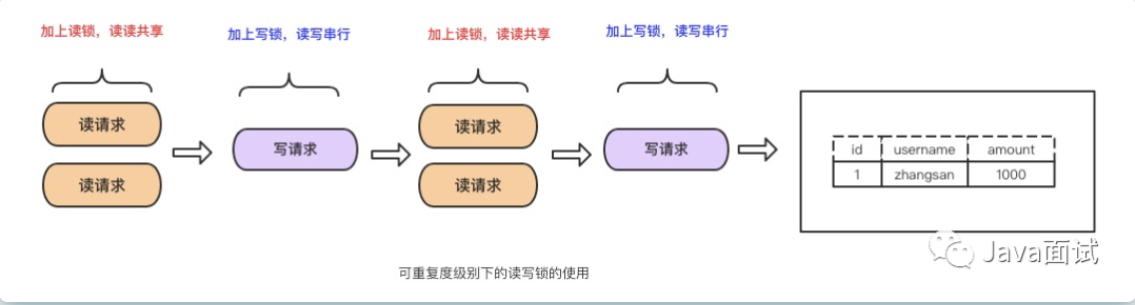 加上读锁，读读共享
加上写锁，读写串行
加上读锁，读读共享
加上写锁，读写串行
读请求
读请求
写请求
读请求
读请求
写请求
id username amount
1 zhangsan 1000
Java面试
可重复度级别下的读写锁的使用